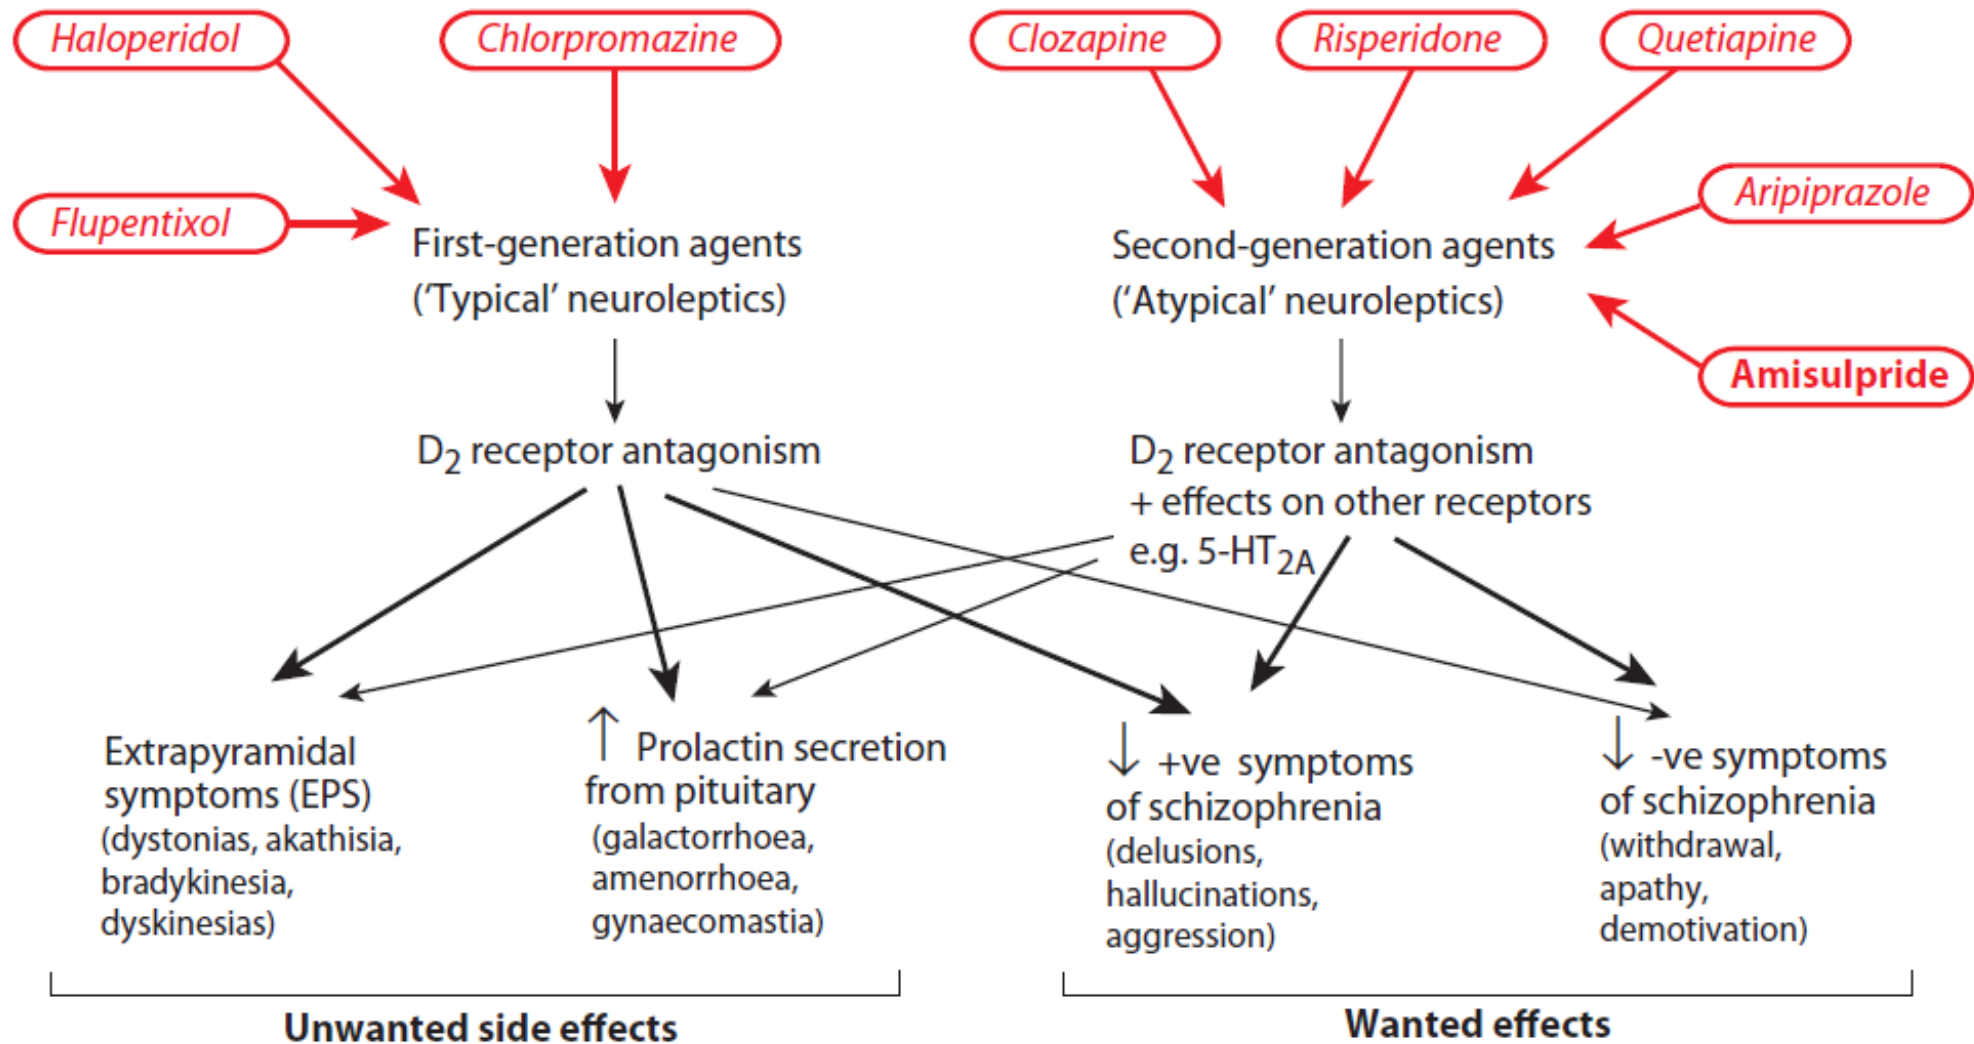 Haloperidol
Chlorpromazine
Clozapine
Risperidone
Quetiapine
Flupentixol
Aripiprazole
First-generation agents
('Typical' neuroleptics)
Second-generation agents
('Atypical' neuroleptics)
Amisulpride
D2 receptor antagonism
D2 receptor antagonism
+ effects on other receptors
e.g. 5-HT2A
Extrapyramidal
symptoms (EPS)
(dystonias, akathisia,
bradykinesia,
dyskinesias)
↑ Prolactin secretion
from pituitary
(galactorrhoea,
amenorrhoea,
gynaecomastia)
↓ +ve symptoms
of schizophrenia
(delusions,
hallucinations,
aggression)
↓ -ve symptoms
of schizophrenia
(withdrawal,
apathy,
demotivation)
Unwanted side effects
Wanted effects